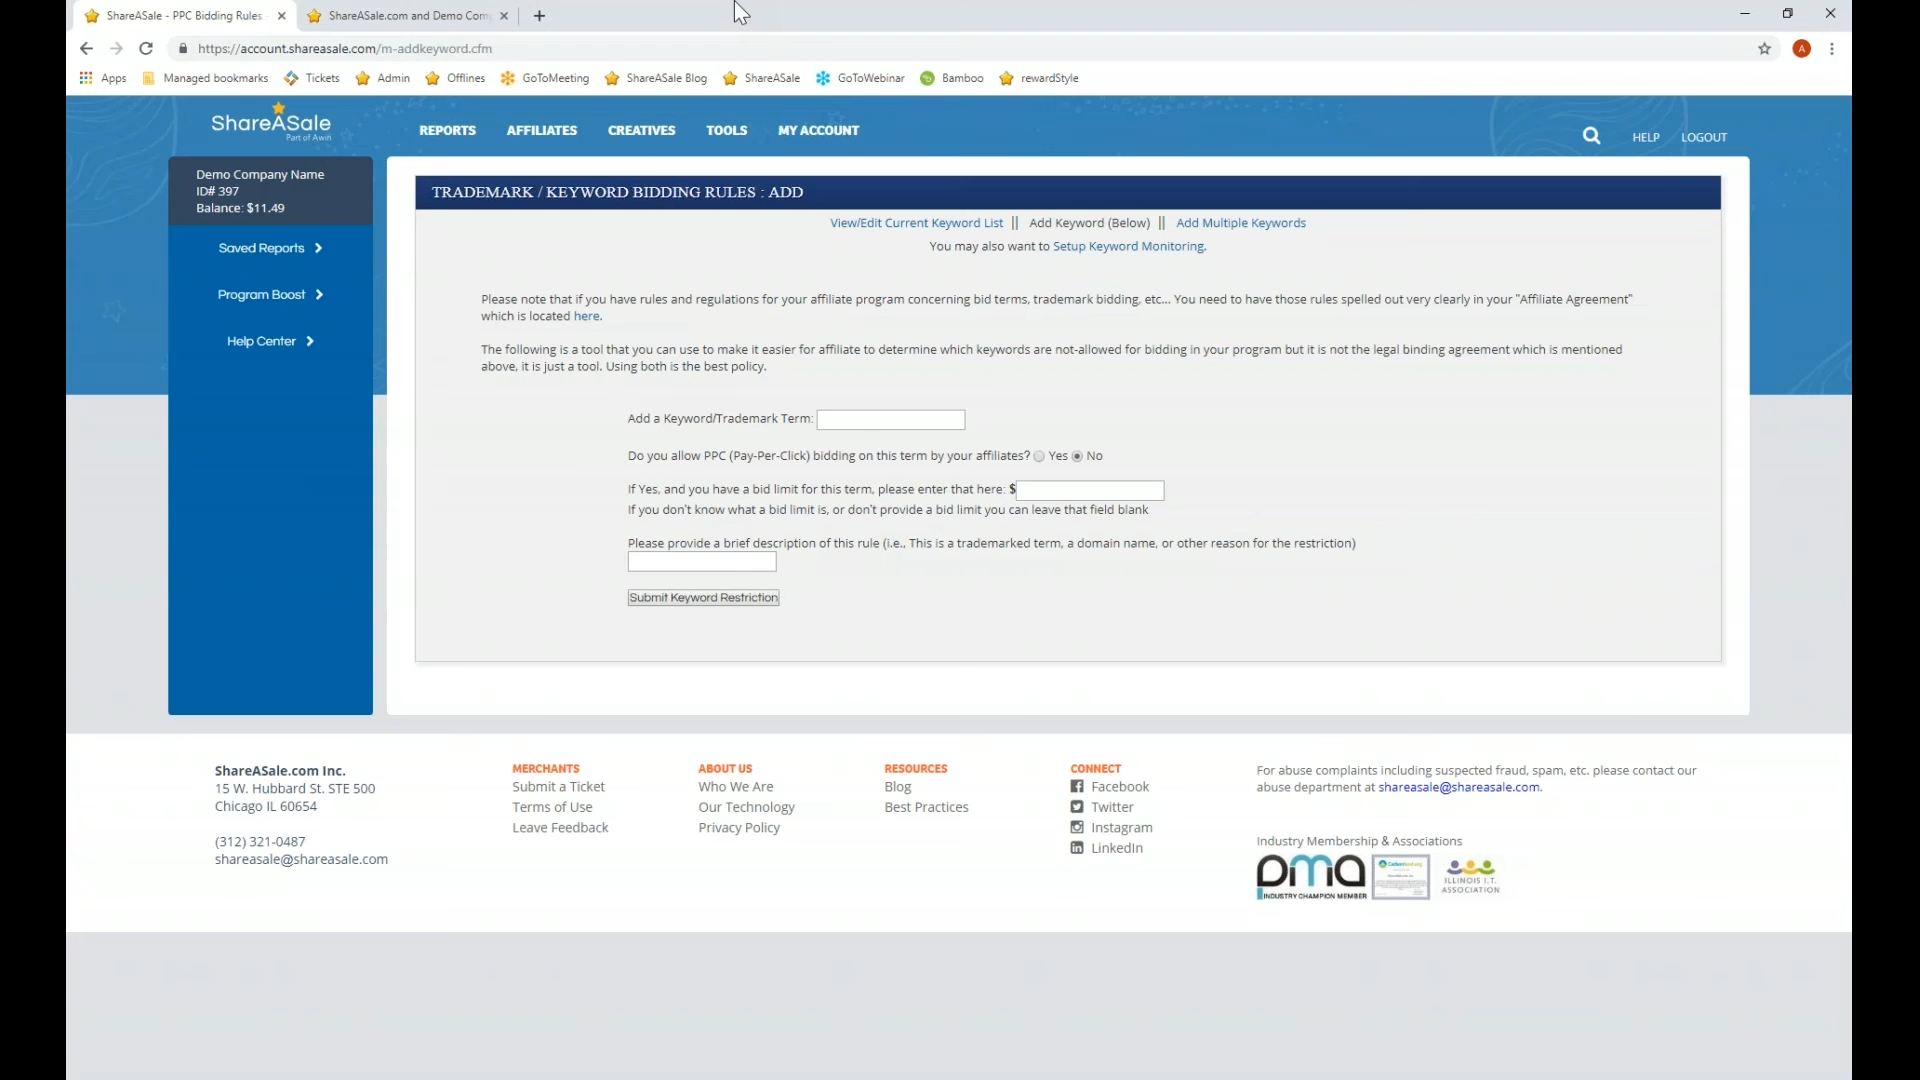 ShareASale - PPC Bidding Rules
ShareASale.com and Demo Com
https://account.shareasale.com/m-addkeyword.cfm
A
Apps
Managed bookmarks
Tickets
Admin
Offlines
GoToMeeting
ShareASale Blog
ShareASale
GoToWebinar
Bamboo
rewardStyle
ShareASale
Part of Awin
REPORTS
AFFILIATES
CREATIVES
TOOLS
MY ACCOUNT
HELP
LOGOUT
Demo Company Name
ID# 397
Balance: $11.49
Saved Reports
Program Boost
Help Center
TRADEMARK / KEYWORD BIDDING RULES : ADD
View/Edit Current Keyword List || Add Keyword (Below) || Add Multiple Keywords
You may also want to Setup Keyword Monitoring.
Please note that if you have rules and regulations for your affiliate program concerning bid terms, trademark bidding, etc... You need to have those rules spelled out very clearly in your "Affiliate Agreement"
which is located here.
The following is a tool that you can use to make it easier for affiliate to determine which keywords are not-allowed for bidding in your program but it is not the legal binding agreement which is mentioned
above, it is just a tool. Using both is the best policy.
Add a Keyword/Trademark Term:
Do you allow PPC (Pay-Per-Click) bidding on this term by your affiliates? Yes No
If Yes, and you have a bid limit for this term, please enter that here: $
If you don't know what a bid limit is, or don't provide a bid limit you can leave that field blank
Please provide a brief description of this rule (i.e., This is a trademarked term, a domain name, or other reason for the restriction)
Submit Keyword Restriction
ShareASale.com Inc.
15 W. Hubbard St. STE 500
Chicago IL 60654
(312) 321-0487
shareasale@shareasale.com
MERCHANTS
Submit a Ticket
Terms of Use
Leave Feedback
ABOUT US
Who We Are
Our Technology
Privacy Policy
RESOURCES
Blog
Best Practices
CONNECT
Facebook
Twitter
Instagram
LinkedIn
For abuse complaints including suspected fraud, spam, etc. please contact our
abuse department at shareasale@shareasale.com.
Industry Membership & Associations
pma
INDUSTRY CHAMPION MEMBER
ILLINOIS I.T.
ASSOCIATION